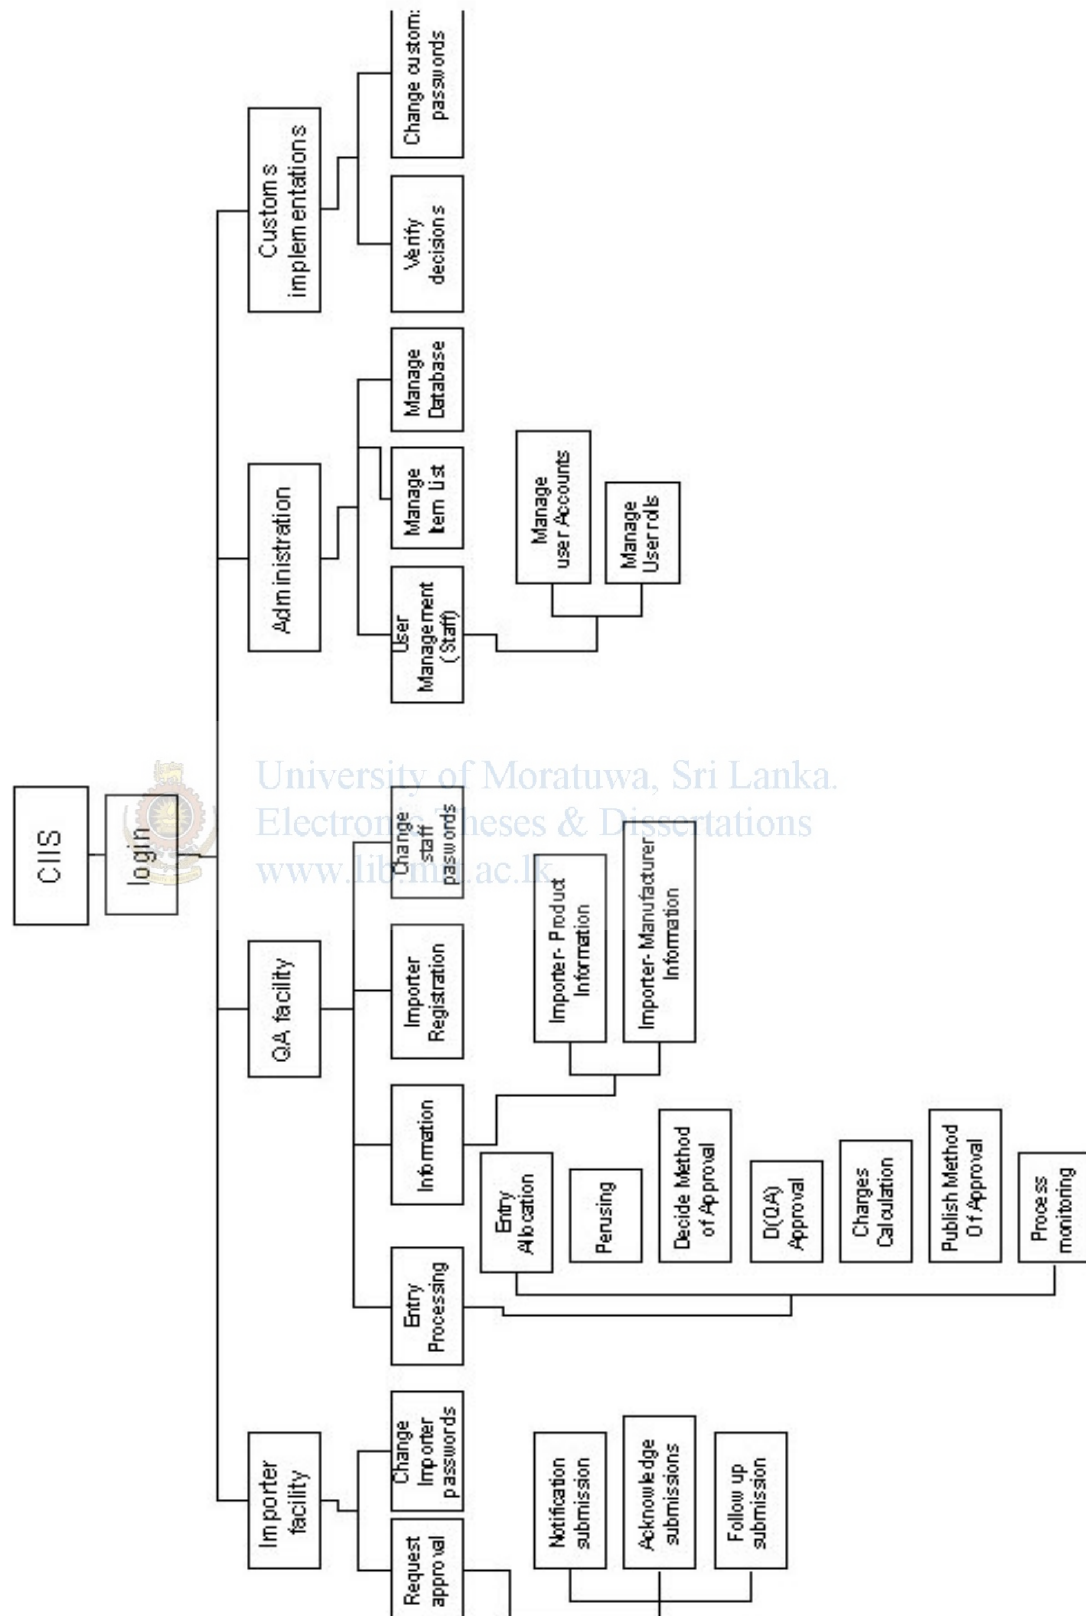 CIIS
login
Importer
facility
QA facility
Administration
Customs
implementations
Request
approval
Change
Importer
passwords
Entry
Processing
Information
Importer
Registration
Change
staff
passwords
User
Management
(Staff)
Manage
Item List
Manage
Database
Verify
decisions
Change custom:
passwords
Notification
submission
Acknowledge
submissions
Follow up
submission
Entry
Allocation
Perusing
Decide Method
of Approval
D(QA)
Approval
Charges
Calculation
Publish Method
Of Approval
Process
monitoring
Importer- Product
Information
Importer- Manufacturer
Information
Manage
user Accounts
Manage
User rolls
University of Moratuwa, Sri Lanka.
Electronic Theses & Dissertations
www.lib.mrt.ac.lk